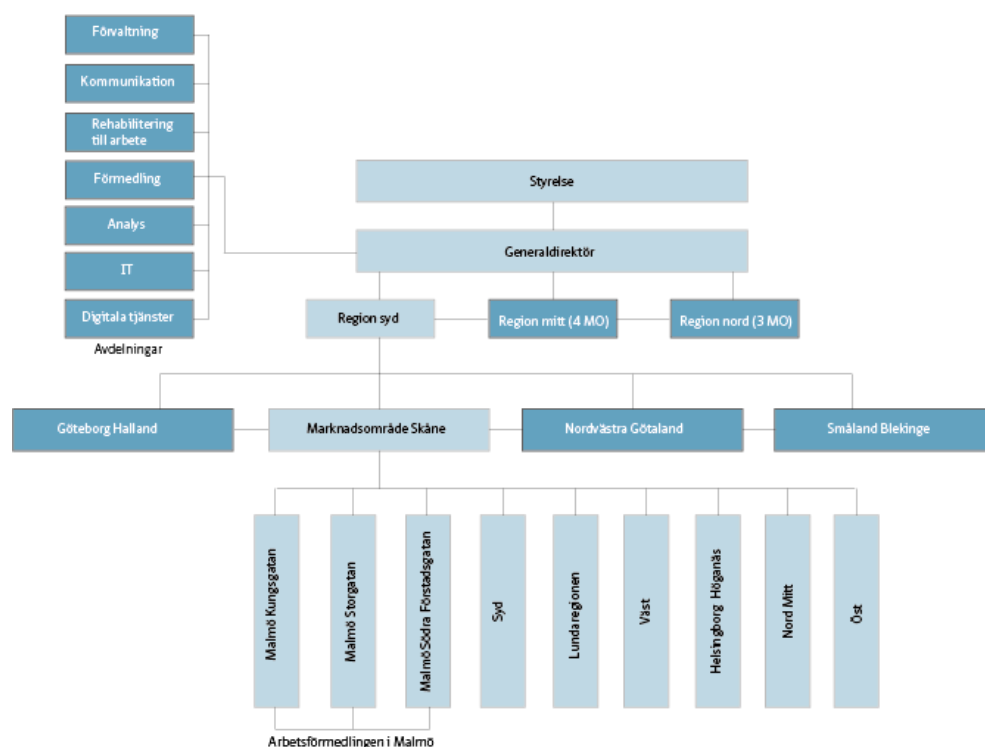 Förvaltning
Kommunikation
Rehabilitering
till arbete
Förmedling
Analys
IT
Digitala tjänster
Avdelningar
Styrelse
Generaldirektör
Region syd
Region mitt (4 MO)
Region nord (3 MO)
Göteborg Halland
Marknadsområde Skåne
Nordvästra Götaland
Småland Blekinge
Malmö Kungsgatan
Malmö Storgatan
Malmö Södra Förstadsgatan
Syd
Lundaregionen
Väst
Helsingborg Höganäs
Nord Mitt
Öst
Arbetsförmedlingen i Malmö